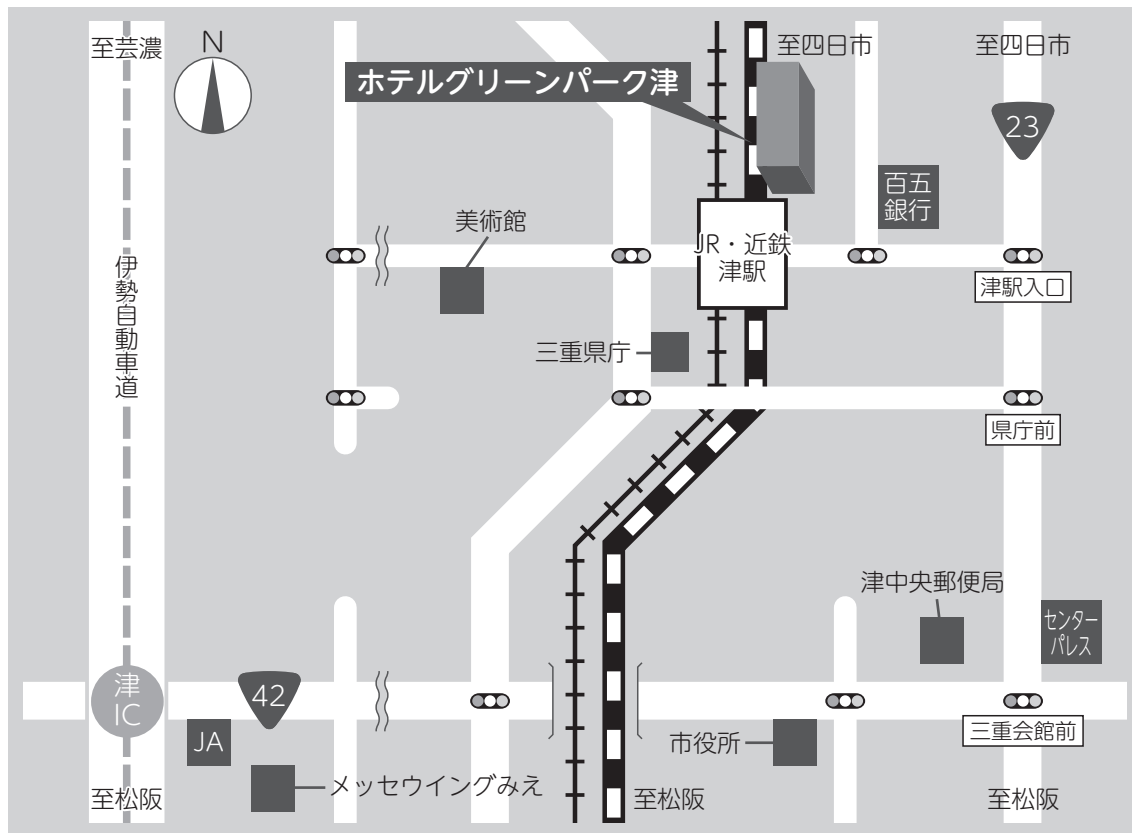 至芸濃
N
至四日市
至四日市
ホテルグリーンパーク津
23
百五
銀行
美術館
JR・近鉄
津駅
津駅入口
伊勢自動車道
三重県庁
県庁前
津中央郵便局
センター
パレス
津
IC
42
JA
市役所
三重会館前
メッセウイングみえ
至松阪
至松阪
至松阪